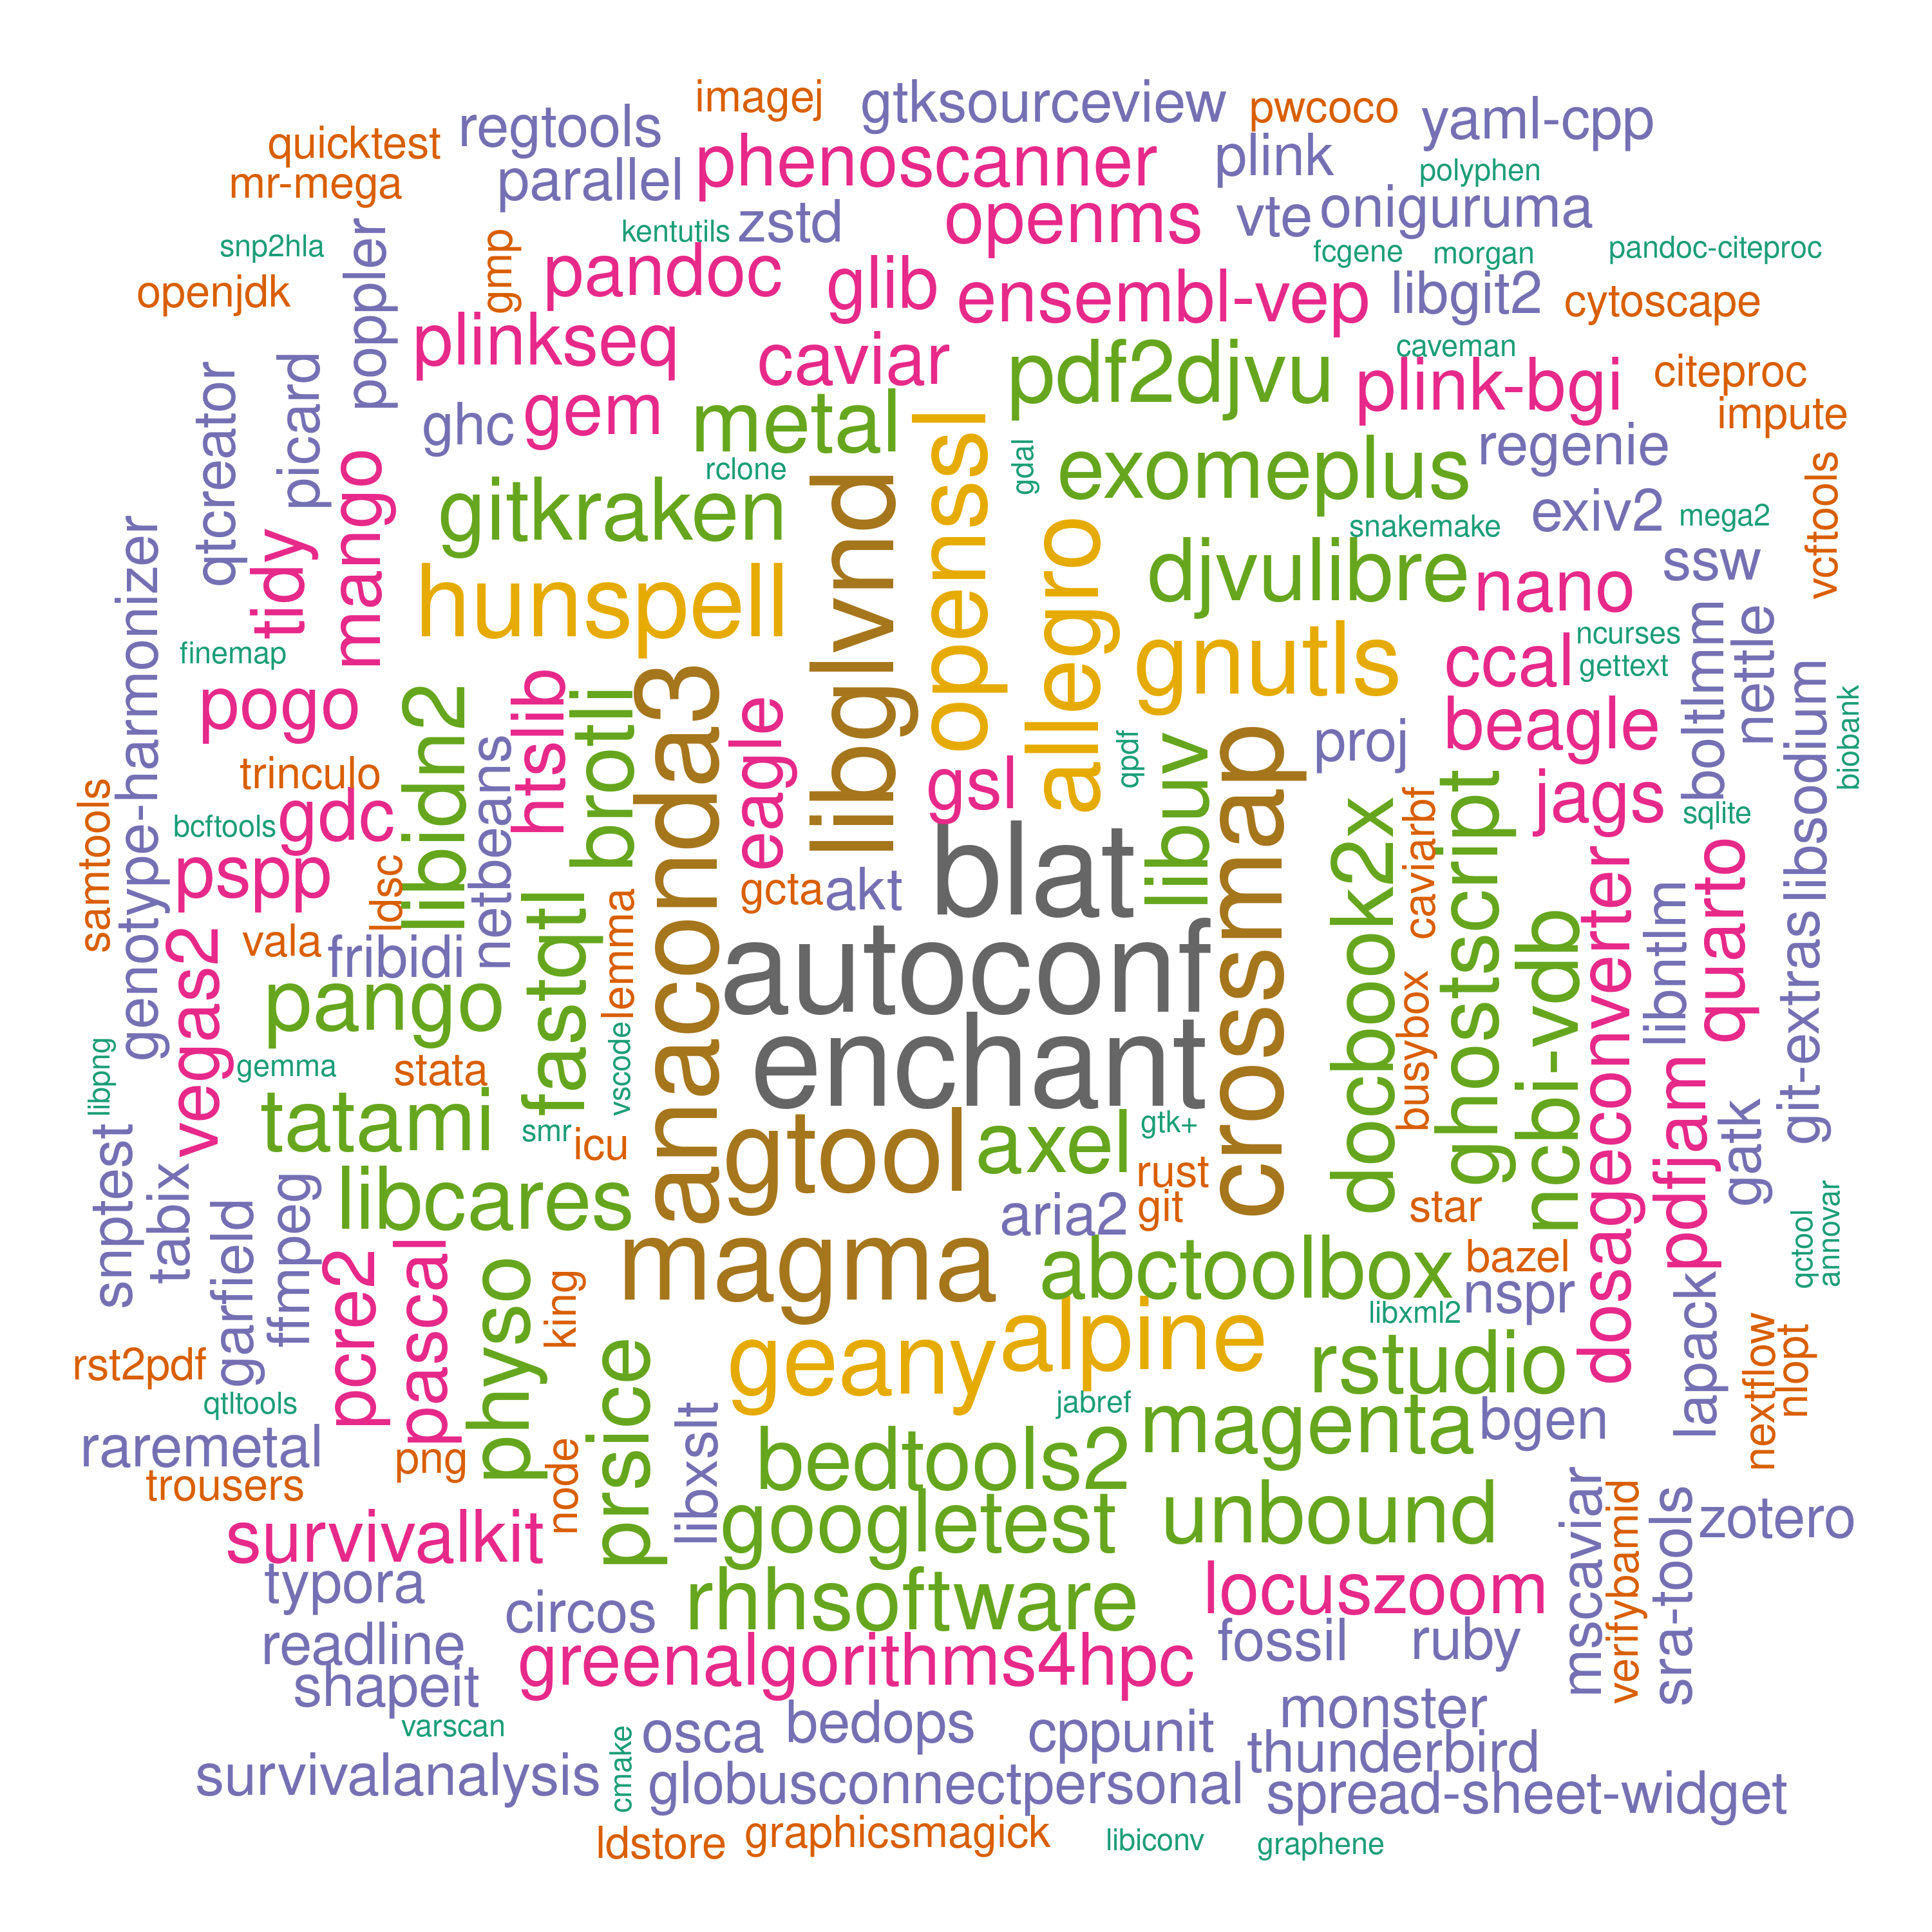 imagej
gtksourceview
pwcoco
yaml-cpp
quicktest
regtools
phenoscanner
plink
polyphen
mr-mega
parallel
openms
vte
oniguruma
snp2hla
poppler
kentutils
zstd
fcgene
morgan
pandoc-citeproc
openjdk
gmp
pandoc
glib
ensembl-vep
libgit2
cytoscape
plinkseq
caviar
pdf2djvu
caveman
plink-bgi
citeproc
impute
qtcreator
picard
ghc
gem
metal
openssl
gdal
exomeplus
regenie
vcftools
mango
rclone
gitkraken
libglvnd
snakemake
exiv2
mega2
genotype-harmonizer
tidy
hunspell
allegro
djvulibre
nano
ssw
finemap
gnutls
ccal
ncurses
gettext
boltlmm
nettle
pogo
libidn2
htslib
brotli
anaconda3
eagle
qpdf
libuv
crossmap
proj
beagle
libsodium
biobank
trinculo
netbeans
gsl
jags
sqlite
samtools
bcftools
gdc
blat
docbook2x
caviarbf
ghostscript
pspp
ldsc
gcta
akt
dosageconverter
quarto
vegas2
vala
fribidi
fastqtl
lemma
autoconf
ncbi-vdb
libntlm
git-extras
pango
busybox
libpng
gemma
stata
vscode
enchant
pdfjam
gatk
snptest
tatami
smr
icu
gtool
axel
gtk+
rust
tabix
garfield
ffmpeg
libcares
aria2
git
star
qctool
annovar
pcre2
pascal
physo
king
magma
abctoolbox
bazel
nspr
lapack
rst2pdf
prsice
geany
alpine
libxml2
rstudio
nextflow
nlopt
qtltools
jabref
magenta
bgen
raremetal
png
node
libxslt
bedtools2
trousers
survivalkit
googletest
unbound
mscaviar
verifybamid
sra-tools
zotero
typora
circos
rhhsoftware
locuszoom
readline
greenalgorithms4hpc
fossil
ruby
shapeit
varscan
osca
bedops
cppunit
monster
thunderbird
survivalanalysis
cmake
globusconnectpersonal
spread-sheet-widget
ldstore
graphicsmagick
libiconv
graphene